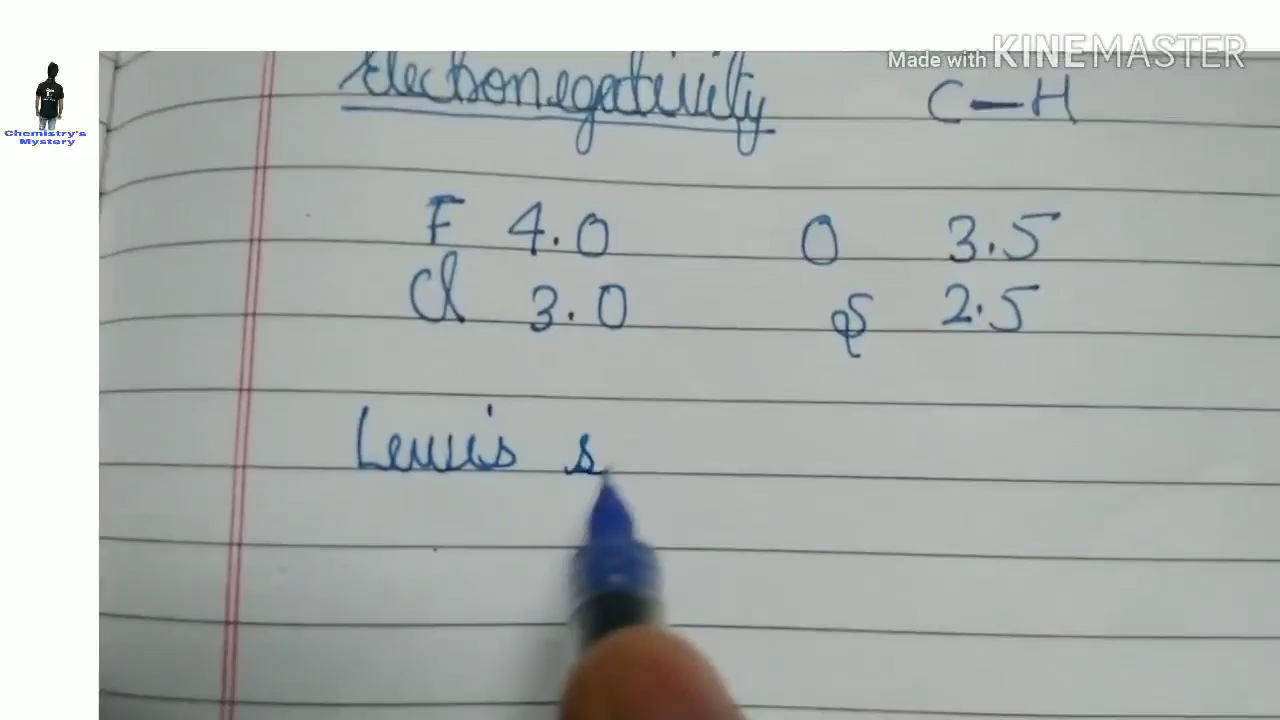 Made with KINEMASTER
Electronegativity C—H
Chemistry's
Mystery
F 4.0 O 3.5
Cl 3.0 S 2.5
Lewis s